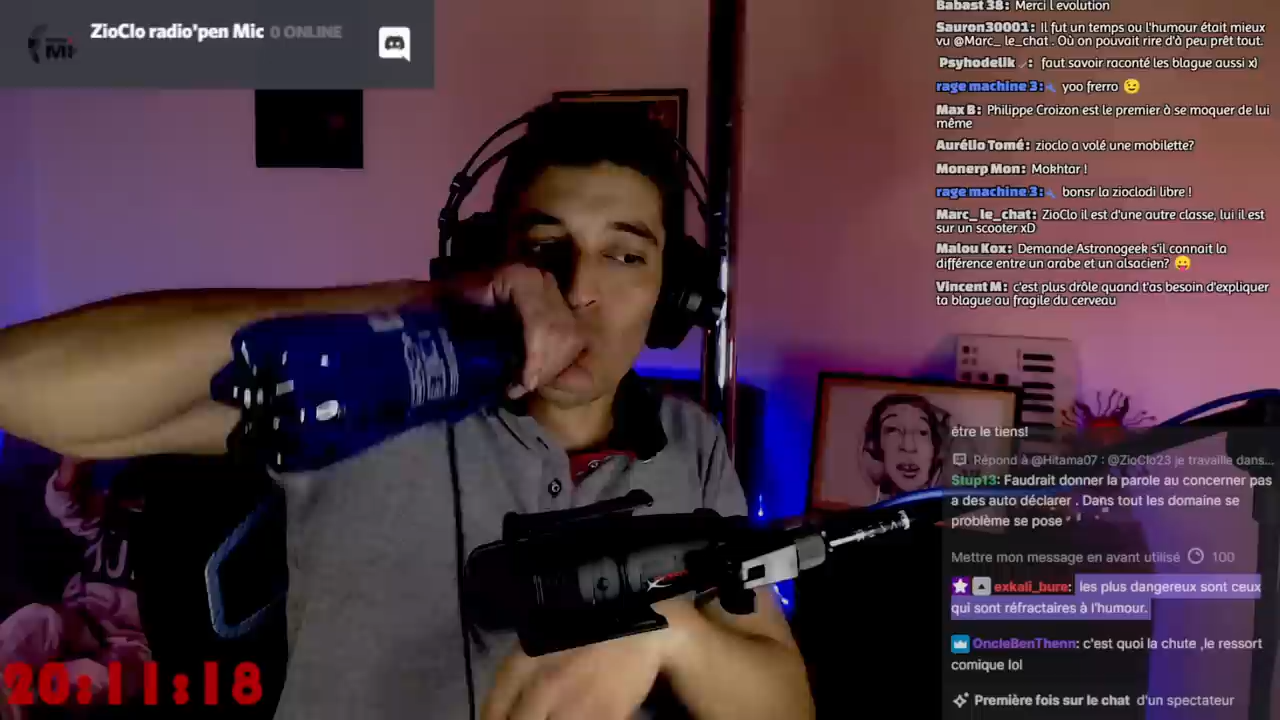 ZioClo radio'pen Mic 0 ONLINE
MI
Babast 38: Merci l evolution
Sauron30001: Il fut un temps ou l'humour était mieux
vu @Marc_ le_chat . Où on pouvait rire d'à peu prêt tout.
Psyhodelik : faut savoir raconté les blague aussi x)
rage machine 3: yoo frerro 😉
Max B: Philippe Croizon est le premier à se moquer de lui
même
Aurélio Tomé: zioclo a volé une mobilette?
Monerp Mon: Mokhtar !
rage machine 3: bonsr la zioclodi libre !
Marc_ le_chat: ZioClo il est d'une autre classe, lui il est
sur un scooter xD
Malou Kox: Demande Astronogeek s'il connait la
différence entre un arabe et un alsacien? 😛
Vincent M: c'est plus drôle quand t'as besoin d'expliquer
ta blague au fragile du cerveau
être le tiens!
Répond à @Hitama07 : @ZioClo23 je travaille dans...
Slup13: Faudrait donner la parole au concerner pas
a des auto déclarer . Dans tout les domaine se
problème se pose
Mettre mon message en avant utilisé 100
exkali_bure: les plus dangereux sont ceux
qui sont réfractaires à l'humour.
OncleBenThenn: c'est quoi la chute ,le ressort
comique lol
Première fois sur le chat d'un spectateur
20:11:18